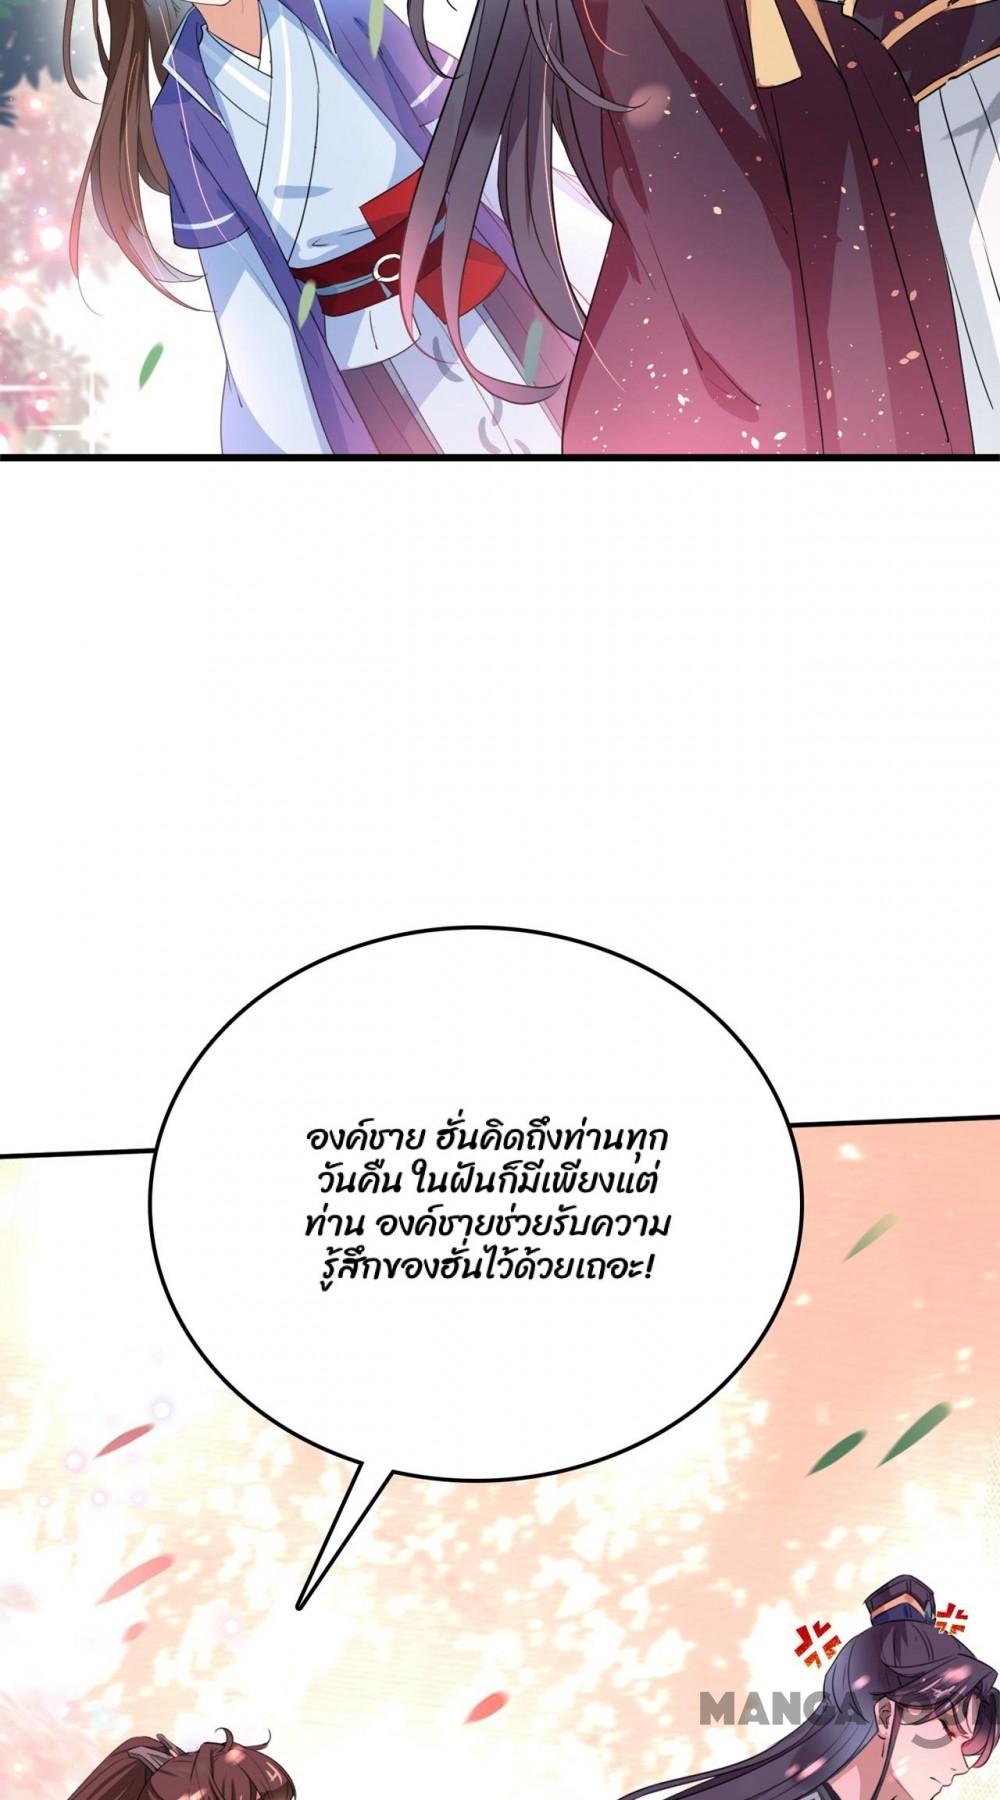 องค์ชาย ฮั่นคิดถึงท่านทุก
วันคืน ในฝันก็มีเพียงแต่
ท่าน องค์ชายช่วยรับความ
รู้สึกของฮั่นไว้ด้วยเถอะ!